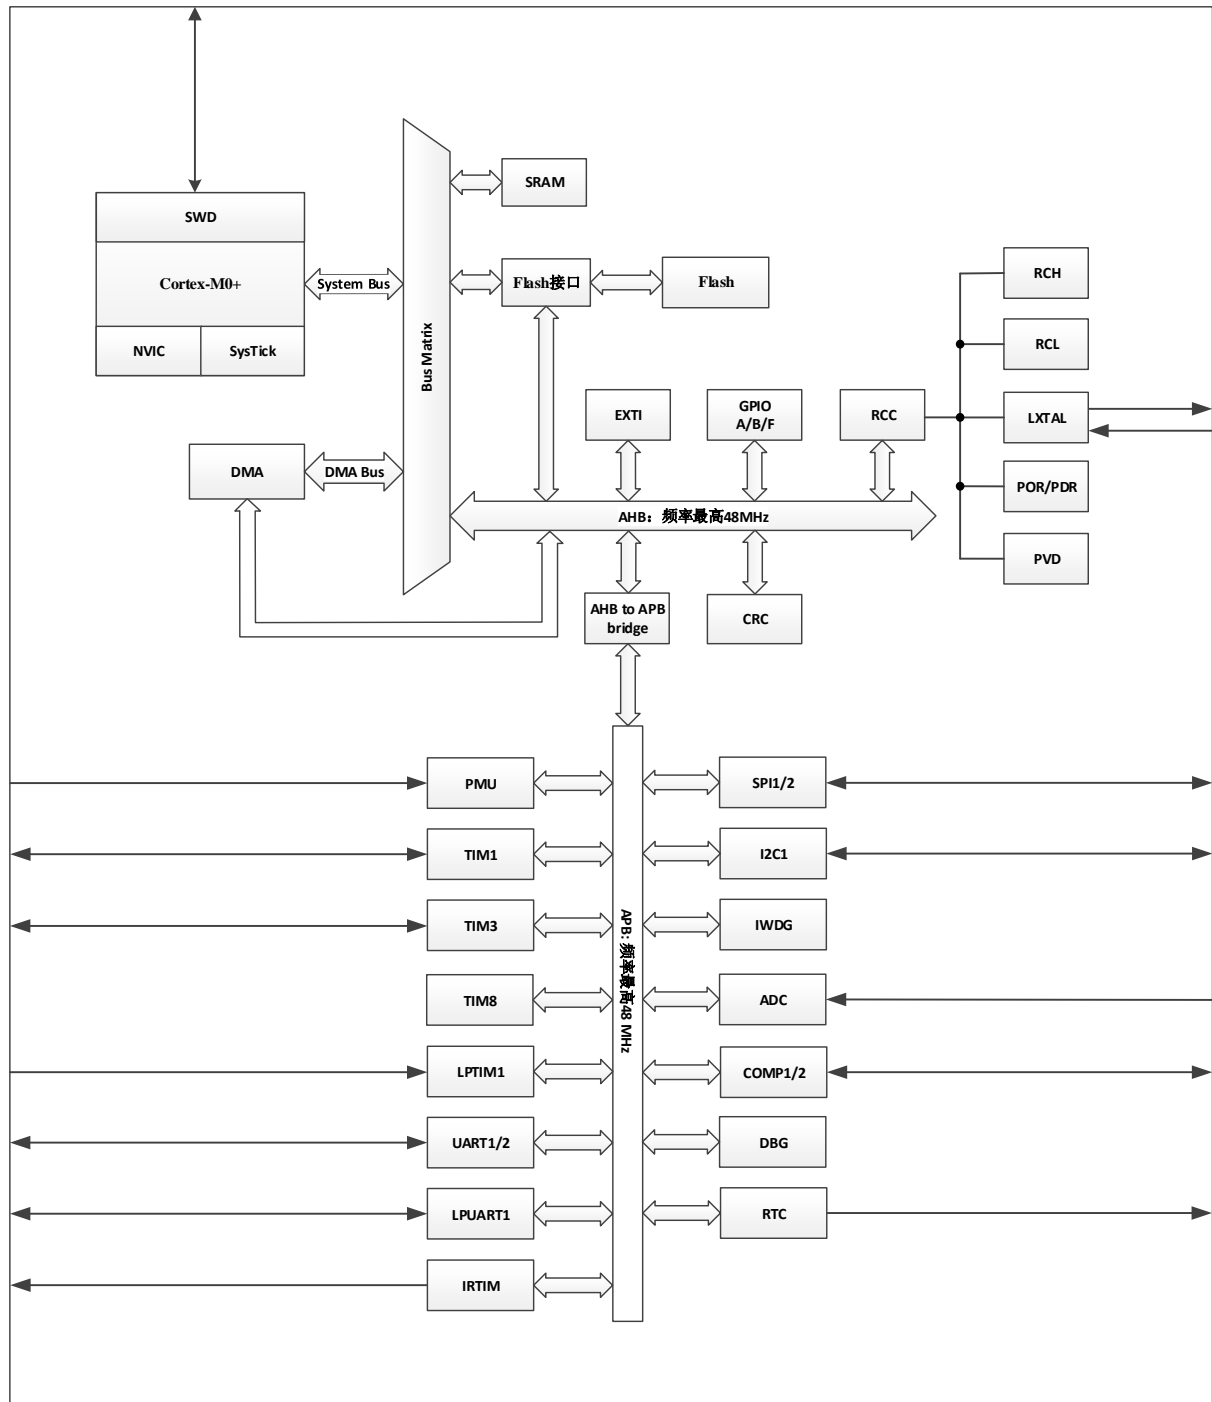 SWD
Cortex-M0+
NVIC
SysTick
System Bus
Bus Matrix
SRAM
Flash接口
Flash
DMA
DMA Bus
EXTI
GPIO
A/B/F
RCC
RCH
RCL
LXTAL
POR/PDR
PVD
AHB：频率最高48MHz
AHB to APB
bridge
CRC
APB: 频率最高48 MHz
PMU
SPI1/2
TIM1
I2C1
TIM3
IWDG
TIM8
ADC
LPTIM1
COMP1/2
UART1/2
DBG
LPUART1
RTC
IRTIM